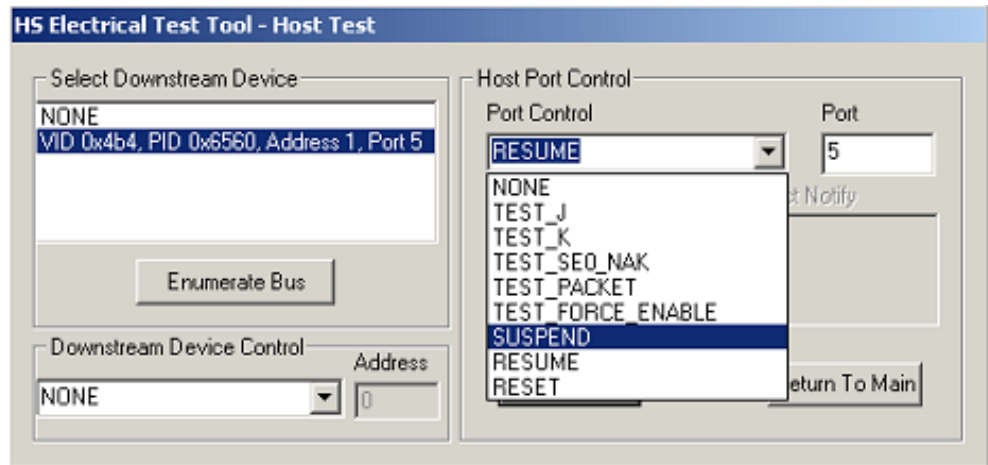 HS Electrical Test Tool - Host Test
Select Downstream Device
NONE
VID 0x4b4, PID 0x6560, Address 1, Port 5
Enumerate Bus
Downstream Device Control
Address
NONE
0
Host Port Control
Port Control
Port
RESUME
5
NONE
TEST_J
TEST_K
TEST_SE0_NAK
TEST_PACKET
TEST_FORCE_ENABLE
SUSPEND
RESUME
RESET
ct Notify
eturn To Main